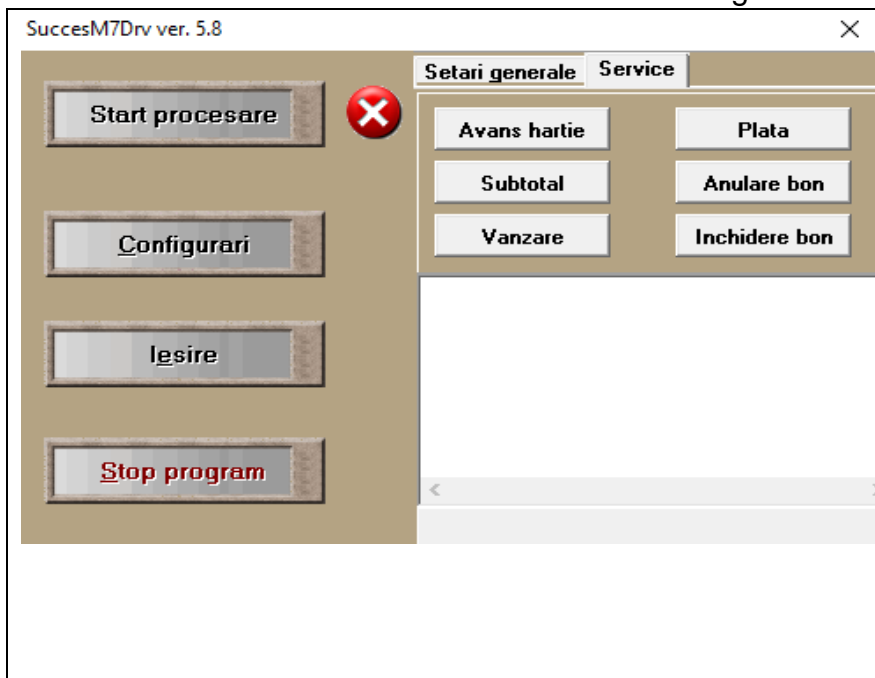 SuccesM7Drv ver. 5.8
Start procesare
Configurari
Iesire
Stop program
Setari generale Service
Avans hartie Plata
Subtotal Anulare bon
Vanzare Inchidere bon